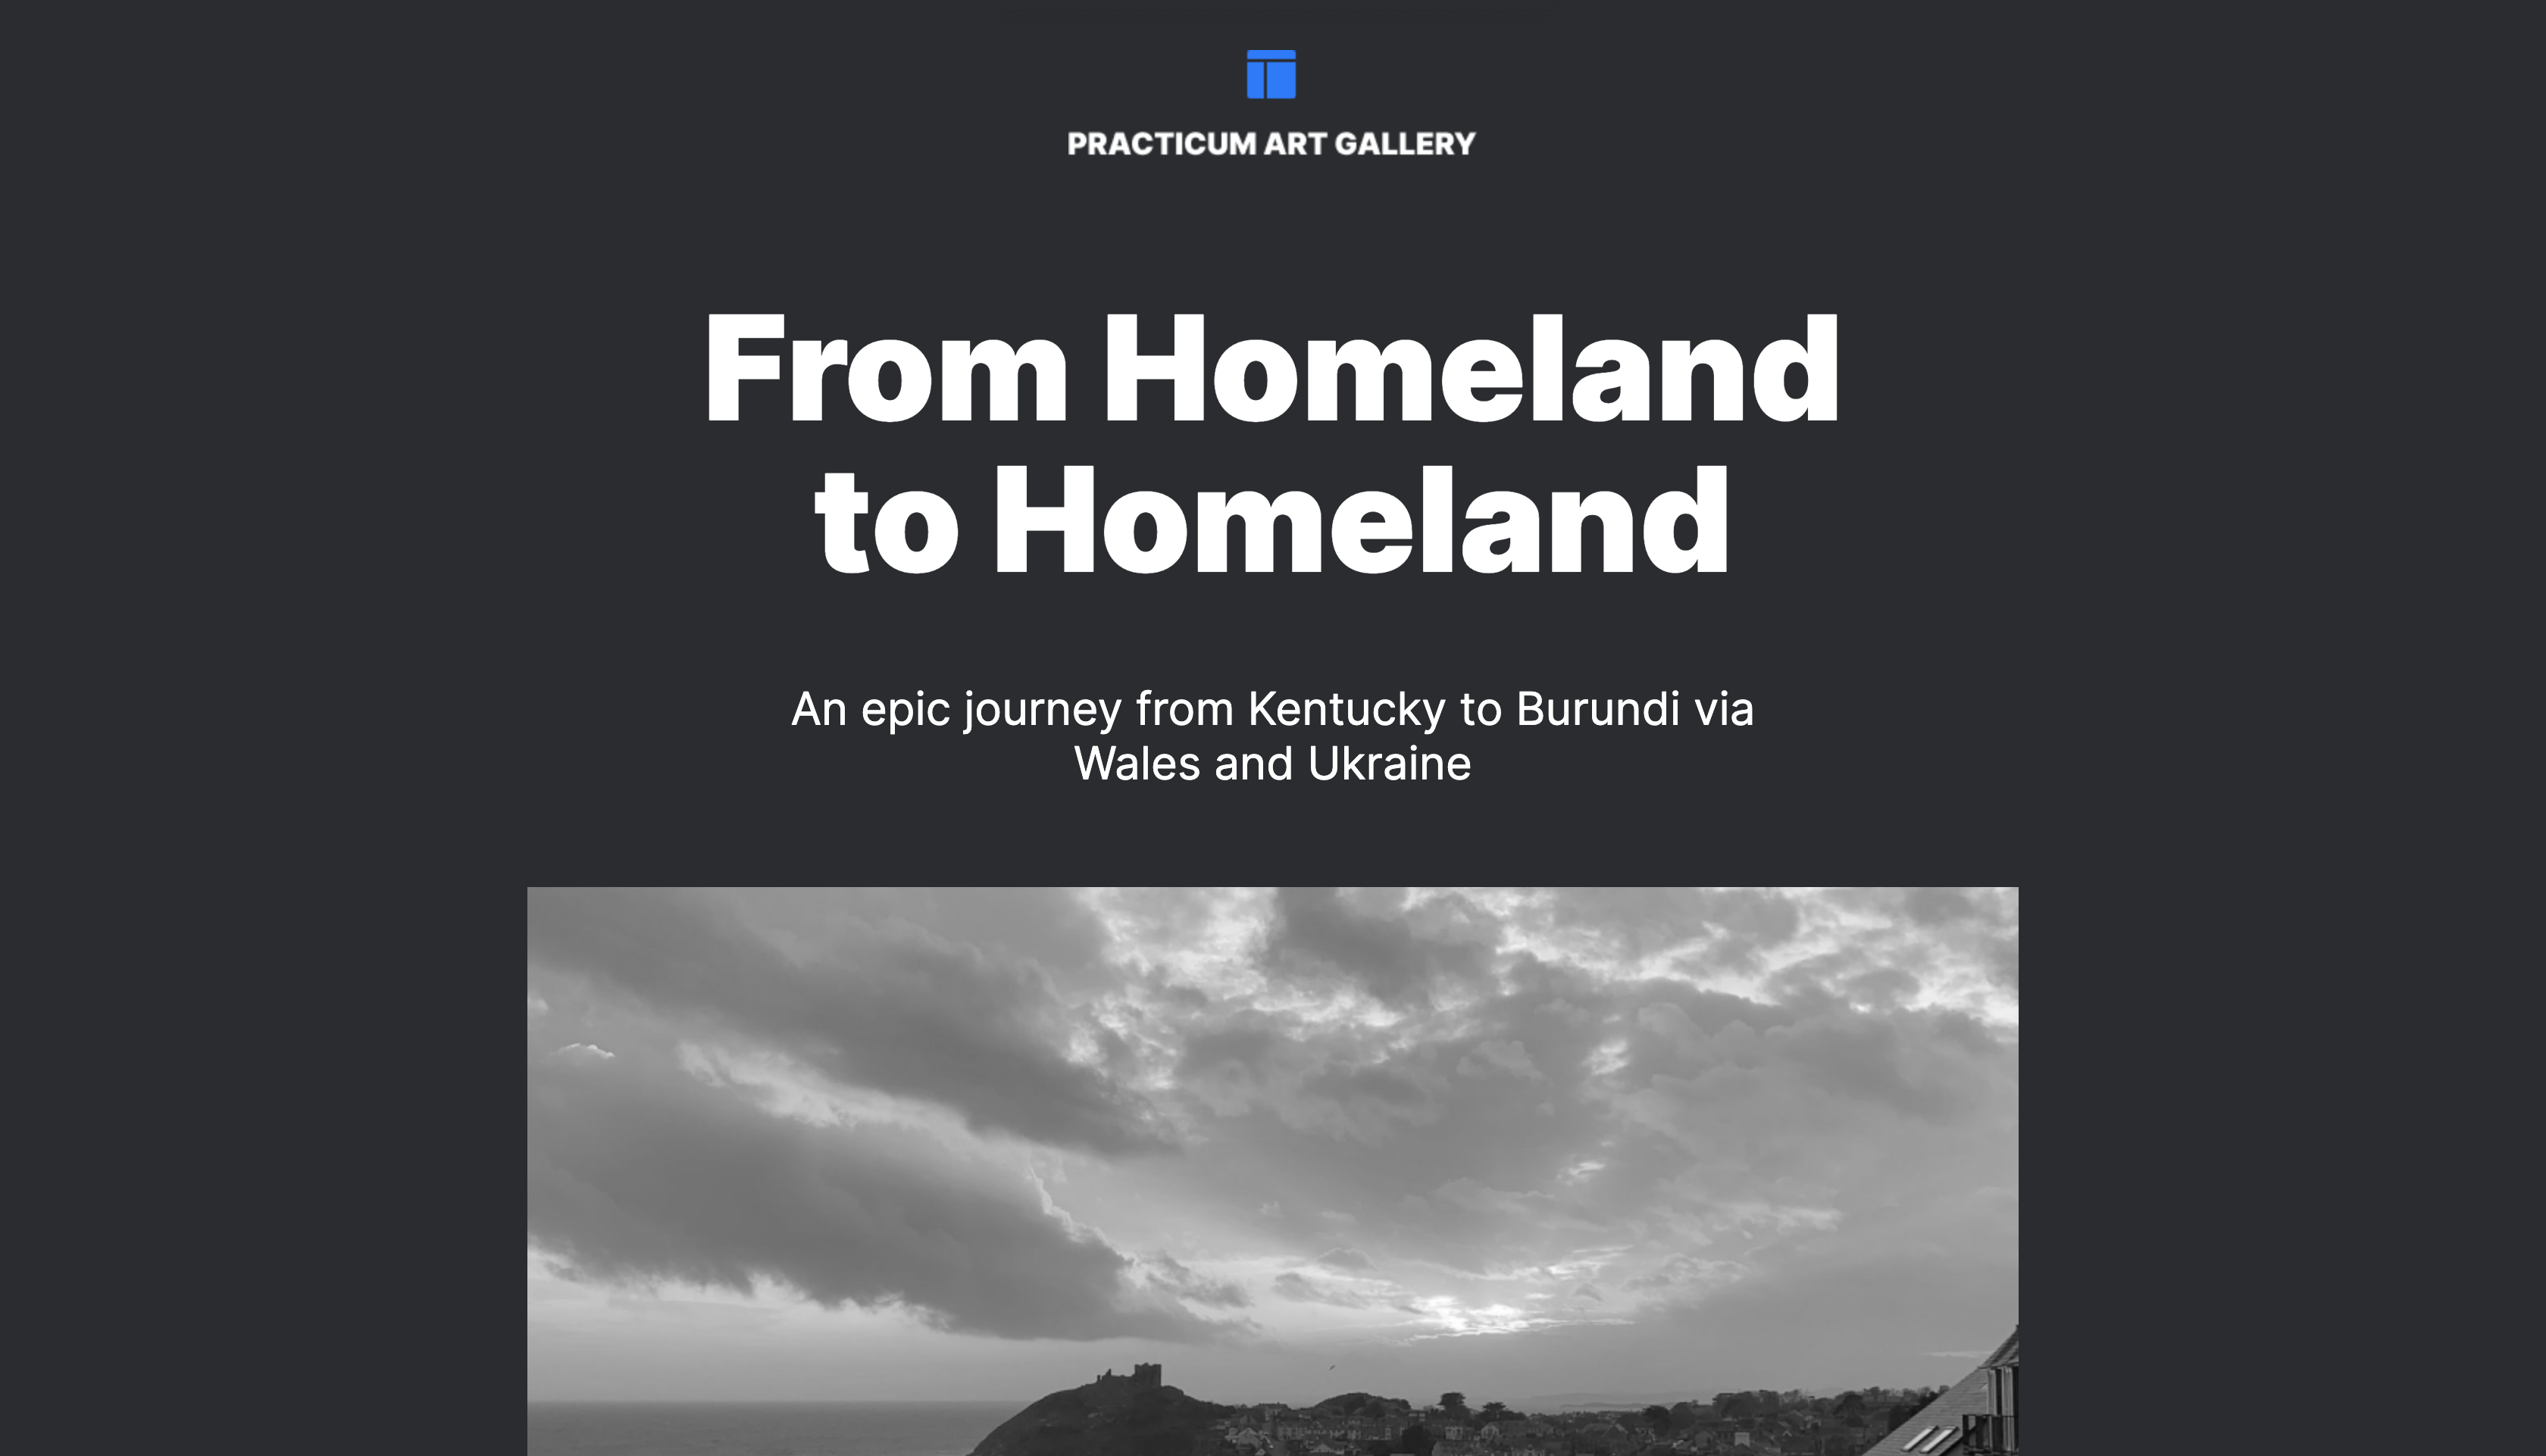 PRACTICUM ART GALLERY
From Homeland
to Homeland
An epic journey from Kentucky to Burundi via
Wales and Ukraine